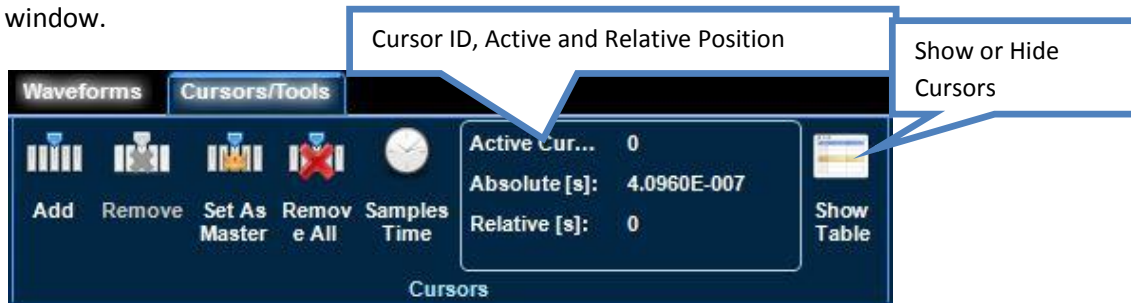 window.
Cursor ID, Active and Relative Position
Show or Hide
Cursors
Waveforms Cursors/Tools
Active Cur... 0
Absolute [s]: 4.0960E-007
Relative [s]: 0
Add Remove Set As Remov Samples
Master e All Time
Show
Table
Cursors